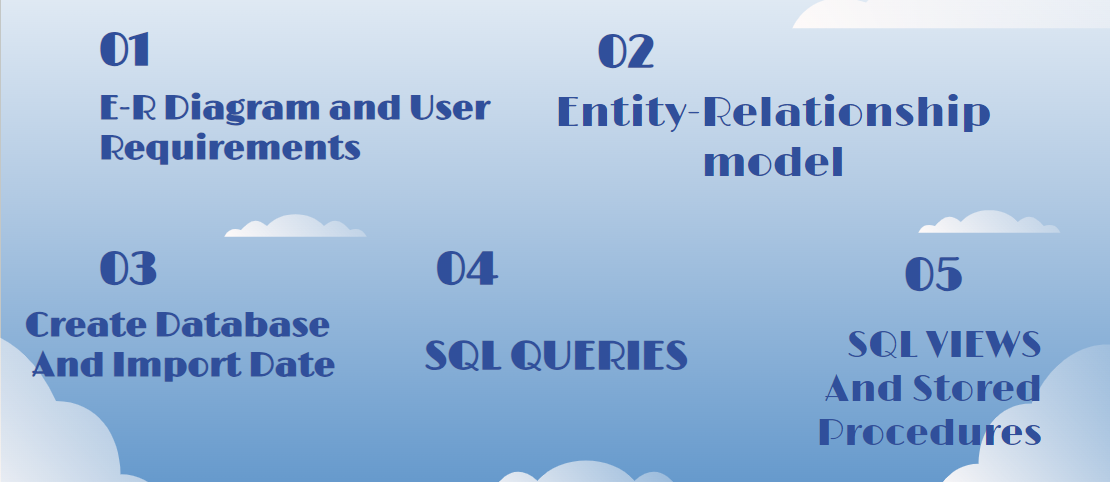 01
E-R Diagram and User
Requirements
02
Entity-Relationship
model
03
Create Database
And Import Date
04
SQL QUERIES
05
SQL VIEWS
And Stored
Procedures